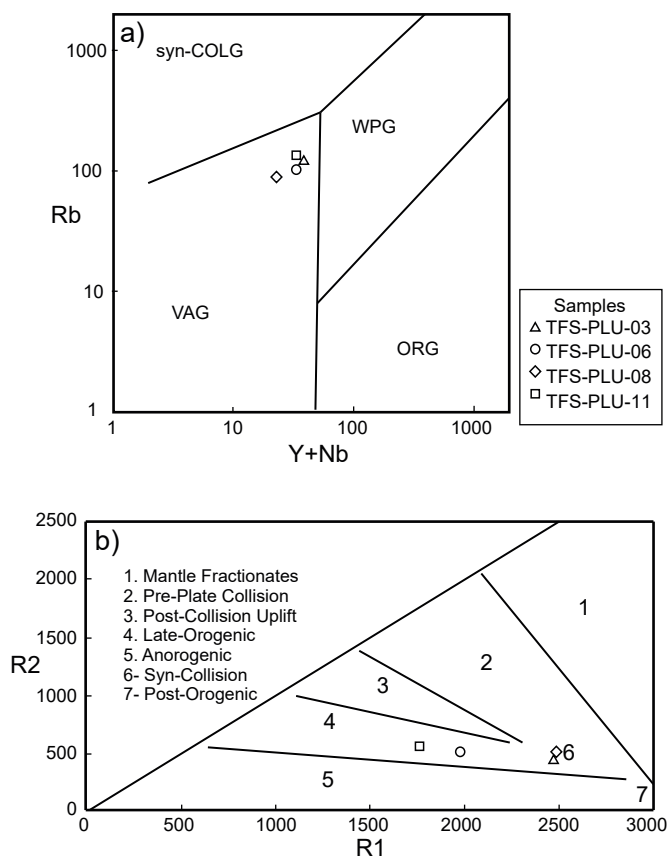 a)
syn-COLG
WPG
VAG
ORG
1000
100
10
1
Rb
1
10
100
1000
Y+Nb
Samples
TFS-PLU-03
TFS-PLU-06
TFS-PLU-08
TFS-PLU-11
b)
1. Mantle Fractionates
2. Pre-Plate Collision
3. Post-Collision Uplift
4. Late-Orogenic
5. Anorogenic
6- Syn-Collision
7- Post-Orogenic
1
2
3
4
5
6
7
2500
2000
1500
1000
500
0
R2
0
500
1000
1500
2000
2500
3000
R1